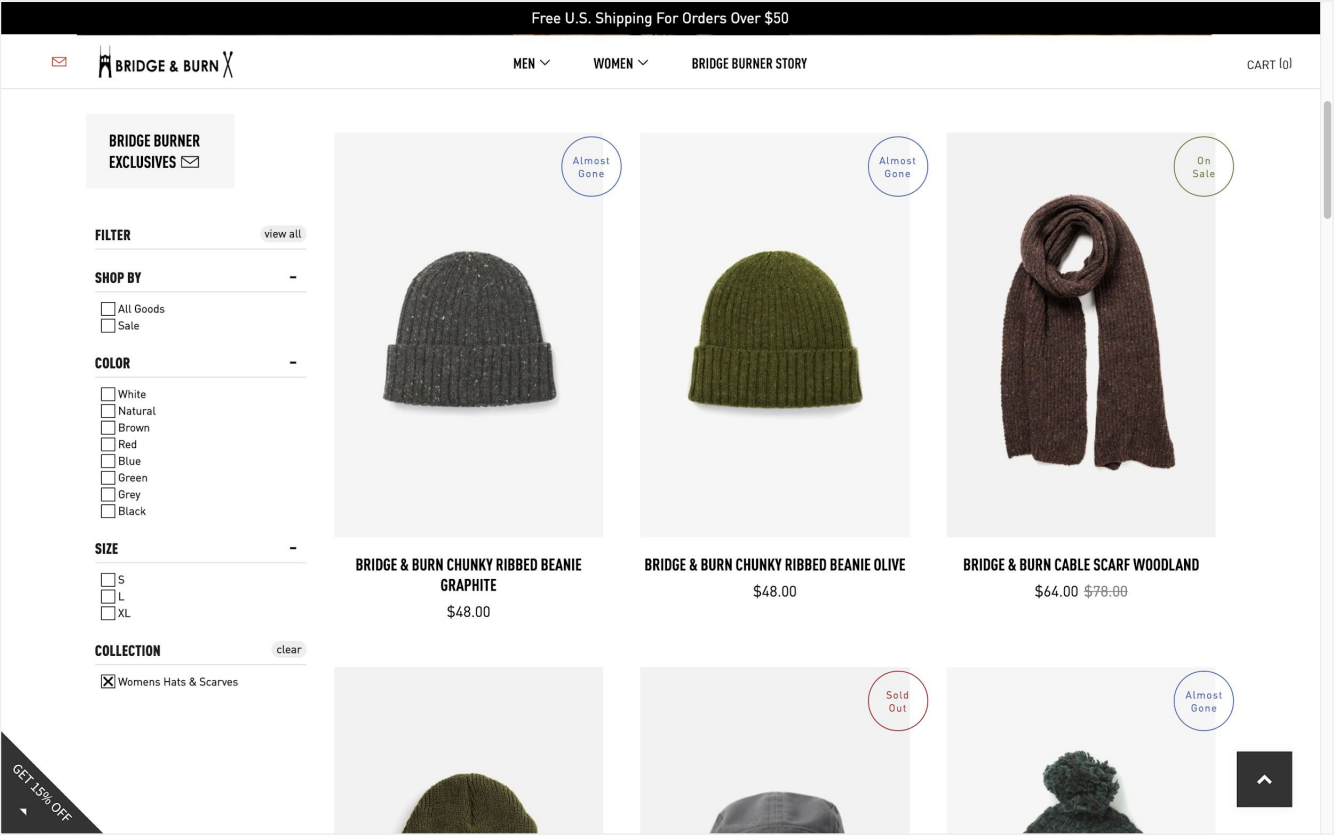 Free U.S. Shipping For Orders Over $50
BRIDGE & BURN
MEN
WOMEN
BRIDGE BURNER STORY
CART (0)
BRIDGE BURNER
EXCLUSIVES
FILTER
view all
SHOP BY
All Goods
Sale
COLOR
White
Natural
Brown
Red
Blue
Green
Grey
Black
SIZE
S
L
XL
COLLECTION
clear
Womens Hats & Scarves
GET 15% OFF
Almost
Gone
BRIDGE & BURN CHUNKY RIBBED BEANIE
GRAPHITE
$48.00
Almost
Gone
BRIDGE & BURN CHUNKY RIBBED BEANIE OLIVE
$48.00
On
Sale
BRIDGE & BURN CABLE SCARF WOODLAND
$64.00 $78.00
Sold
Out
Almost
Gone